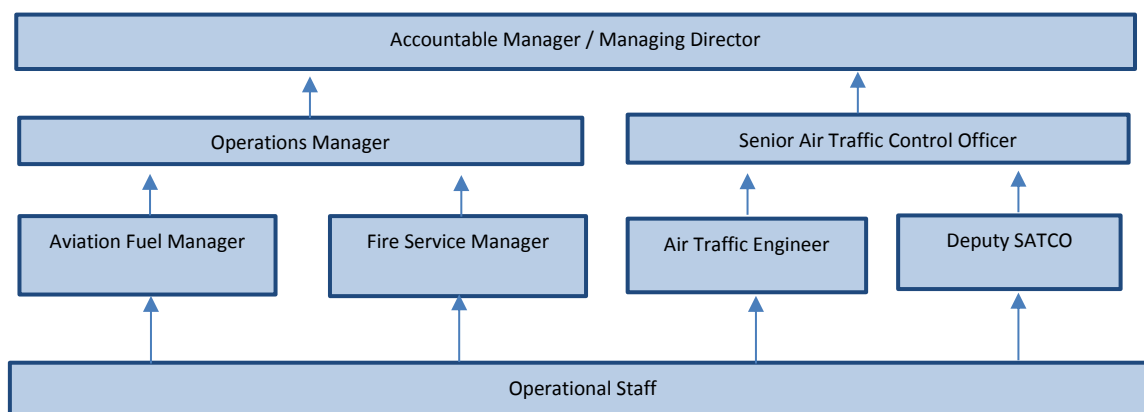 Accountable Manager / Managing Director
Operations Manager
Senior Air Traffic Control Officer
Aviation Fuel Manager
Fire Service Manager
Air Traffic Engineer
Deputy SATCO
Operational Staff